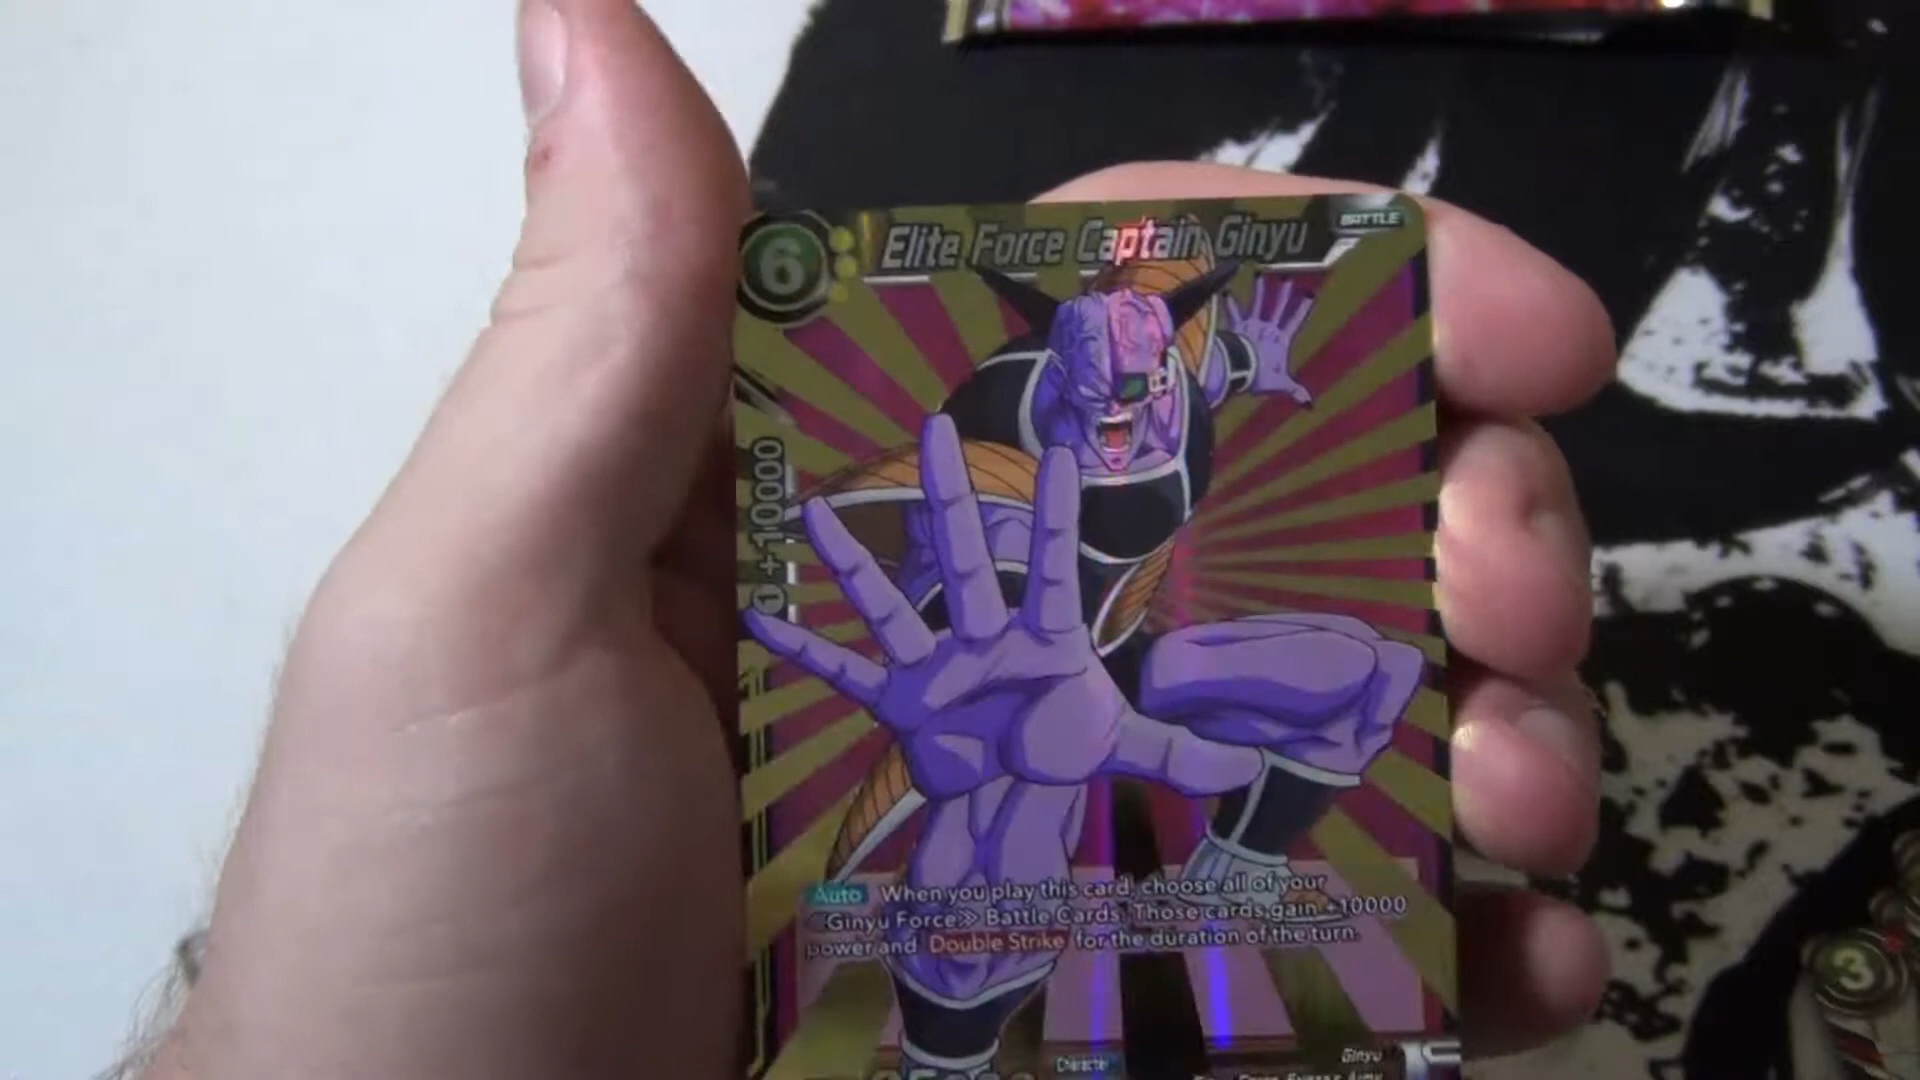 BATTLE
6 Elite Force Captain Ginyu
1 +10000
Auto When you play this card, choose all of your
《Ginyu Force》 Battle Cards. Those cards gain +10000
power and Double Strike for the duration of the turn.
Character
Ginyu
3